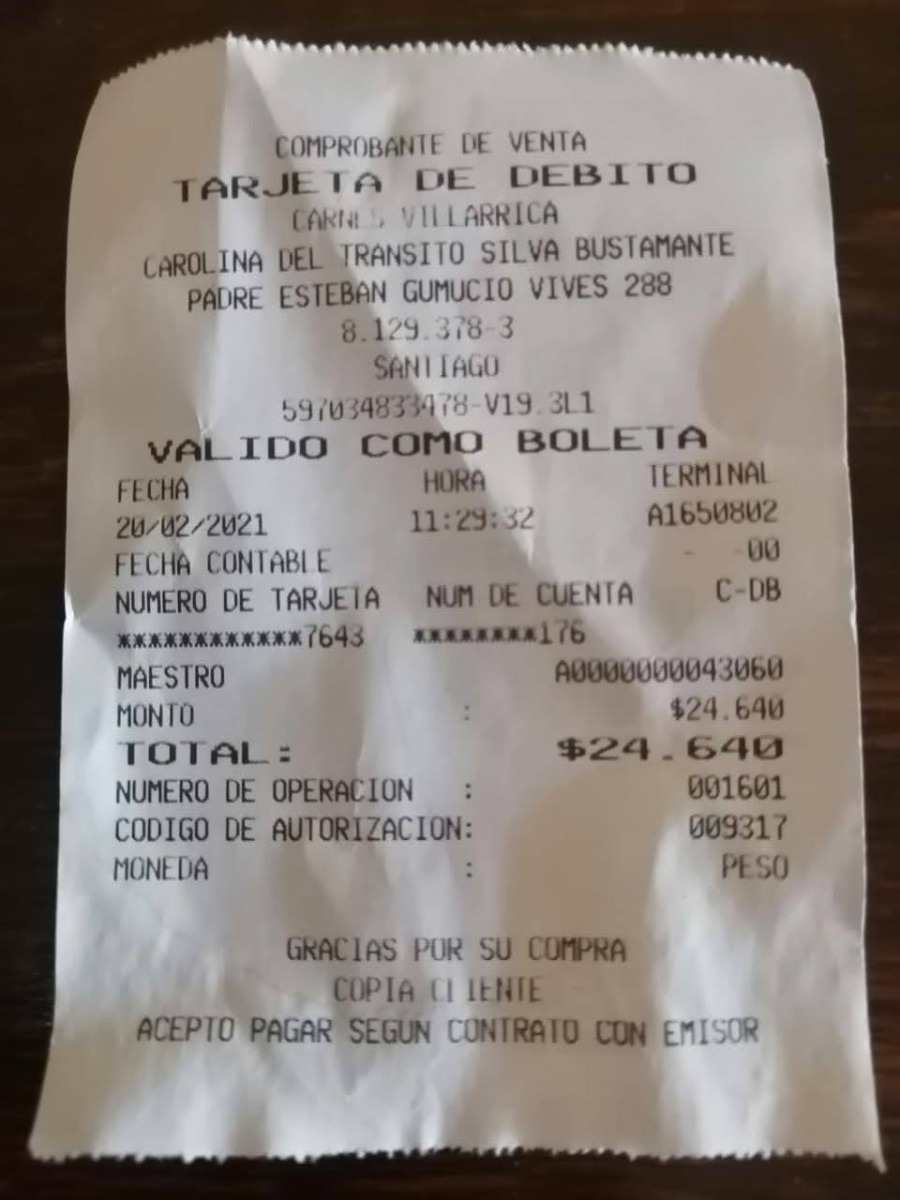 COMPROBANTE DE VENTA
TARJETA DE DEBITO
CARNES VILLARRICA
CAROLINA DEL TRANSITO SILVA BUSTAMANTE
PADRE ESTEBAN GUMUCIO VIVES 288
8.129.378-3
SANTIAGO
597034833478-V19.3L1
VALIDO COMO BOLETA
FECHA HORA TERMINAL
20/02/2021 11:29:32 A1650802
FECHA CONTABLE - -00
NUMERO DE TARJETA NUM DE CUENTA C-DB
************7643 ********176
MAESTRO A0000000043060
MONTO : $24.640
TOTAL: $24.640
NUMERO DE OPERACION : 001601
CODIGO DE AUTORIZACION: 009317
MONEDA : PESO
GRACIAS POR SU COMPRA
COPIA CLIENTE
ACEPTO PAGAR SEGUN CONTRATO CON EMISOR